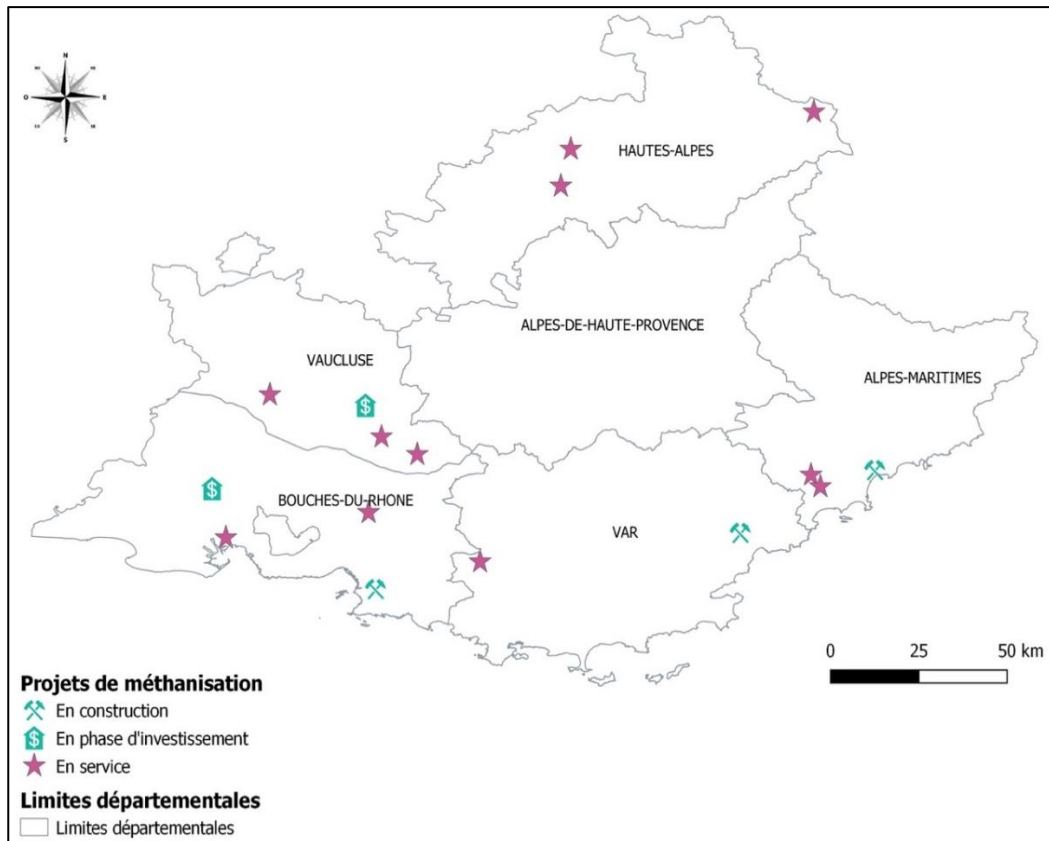 N
O
E
S
HAUTES-ALPES
ALPES-DE-HAUTE-PROVENCE
VAUCLUSE
ALPES-MARITIMES
BOUCHES-DU-RHONE
VAR
0 25 50 km
Projets de méthanisation
En construction
$ En phase d'investissement
En service
Limites départementales
Limites départementales